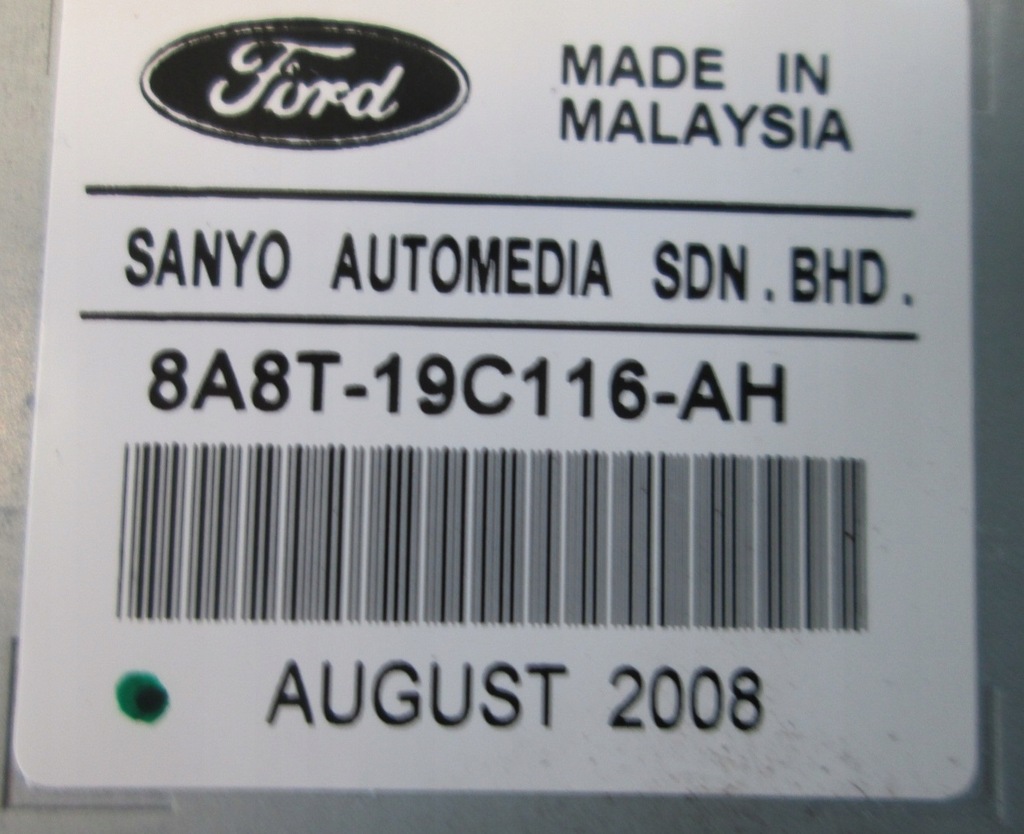 Ford
MADE IN
MALAYSIA
SANYO AUTOMEDIA SDN. BHD.
8A8T-19C116-AH
AUGUST 2008